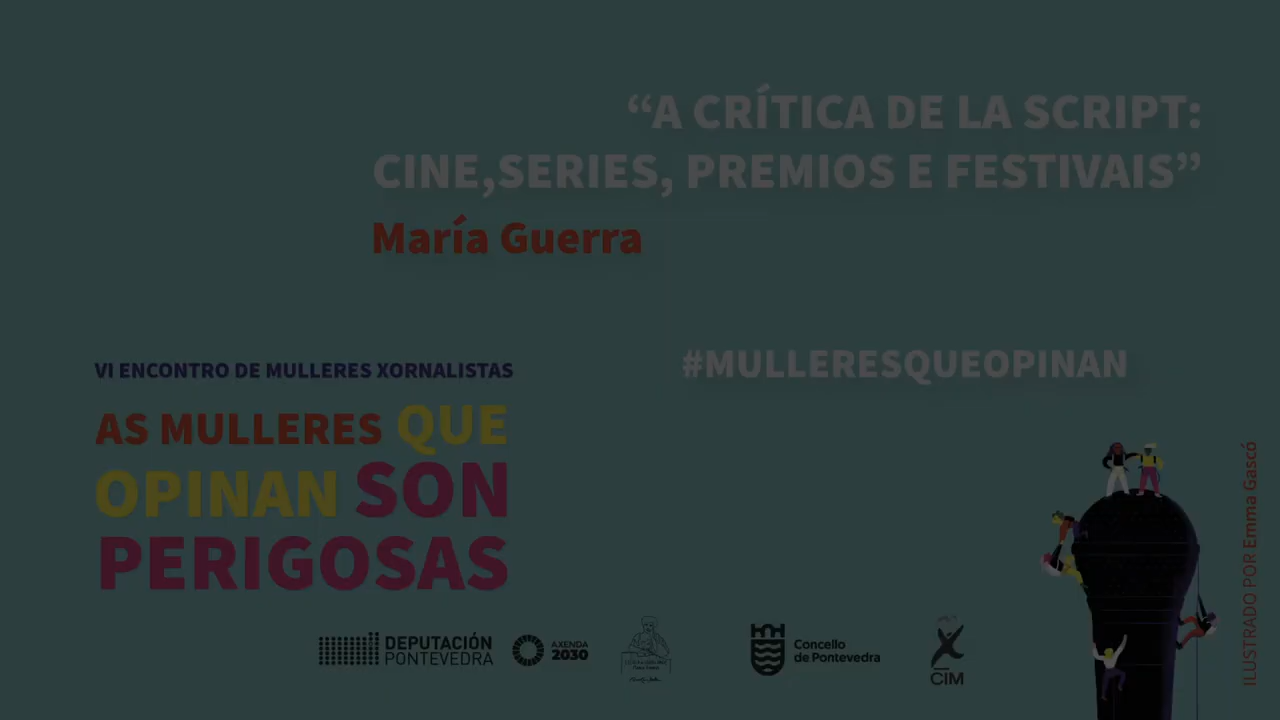 “A CRÍTICA DE LA SCRIPT:
CINE,SERIES, PREMIOS E FESTIVAIS”
María Guerra
#MULLERESQUEOPINAN
VI ENCONTRO DE MULLERES XORNALISTAS
AS MULLERES QUE
OPINAN SON
PERIGOSAS
DEPUTACIÓN
PONTEVEDRA
AXENDA
2030
Concello
de Pontevedra
CIM
ILUSTRADO POR Emma Gascó